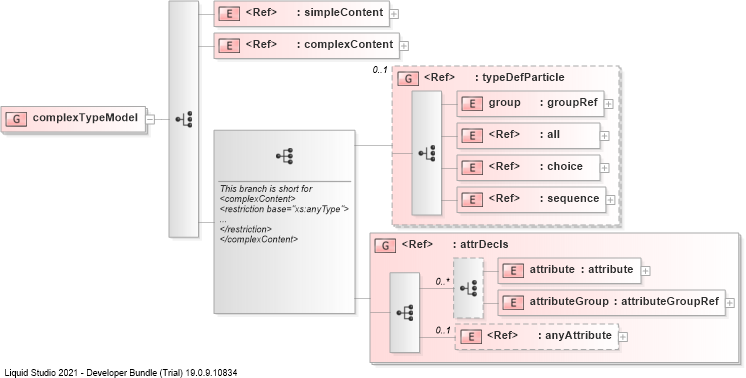 E <Ref> : simpleContent
E <Ref> : complexContent
G complexTypeModel
0..1
G <Ref> : typeDefParticle
E group : groupRef
E <Ref> : all
E <Ref> : choice
E <Ref> : sequence
This branch is short for
<complexContent>
<restriction base="xs:anyType">
...
</restriction>
</complexContent>
G <Ref> : attrDecls
0..*
E attribute : attribute
E attributeGroup : attributeGroupRef
0..1
E <Ref> : anyAttribute
Liquid Studio 2021 - Developer Bundle (Trial) 19.0.9.10834